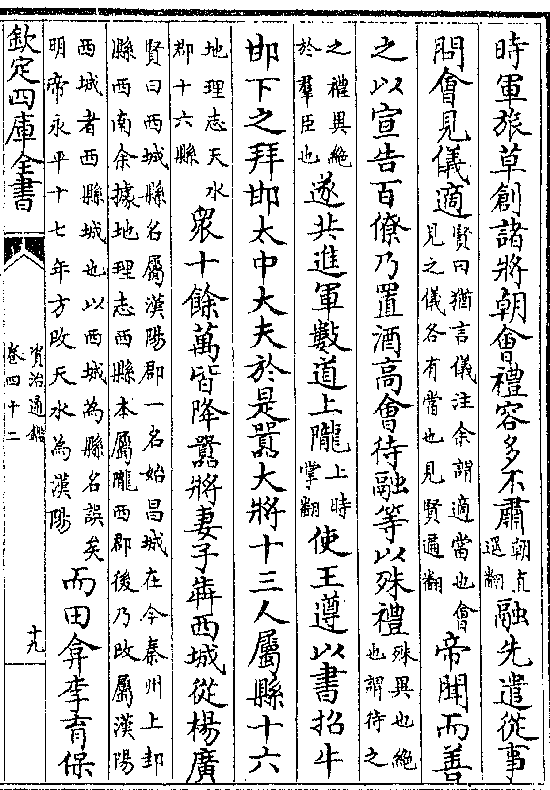 時軍旅草創諸將朝會禮容多不肅朝直遥翻融先遣從事
問會見儀適賢曰猶言儀注余謂適當也會見之儀各有當也見賢遍翻帝聞而善
之以宣告百僚乃置酒高會待融等以殊禮殊異也絶也謂待之
之禮異絶於羣臣也遂共進軍數道上隴上時掌翻使王遵以書招牛
邯下之拜邯太中大夫於是囂大將十三人屬縣十六
地理志天水郡十六縣衆十餘萬皆降囂將妻子犇西城從楊廣
賢曰西城縣名屬漢陽郡一名始昌城在今秦州上邽縣西南余據地理志西縣本屬隴西郡後乃改屬漢陽
西城者西縣城也以西城為縣名誤矣明帝永平十七年方改天水為漢陽而田弇李育保
欽定四庫全書
資治通鑑
卷四十二
十九